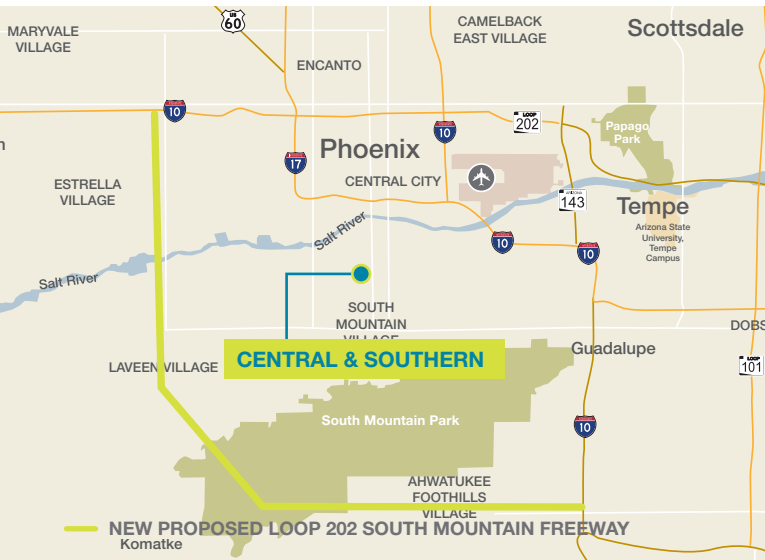 MARYVALE
VILLAGE
US
60
CAMELBACK
EAST VILLAGE
Scottsdale
ENCANTO
10
10
LOOP
202
Papago
Park
n
17
Phoenix
CENTRAL CITY
ESTRELLA
VILLAGE
ARIZONA
143
Tempe
Arizona State
University,
Tempe
Campus
Salt River
10
10
Salt River
SOUTH
MOUNTAIN
VILLAGE
DOBS
CENTRAL & SOUTHERN
Guadalupe
LAVEEN VILLAGE
LOOP
101
South Mountain Park
10
AHWATUKEE
FOOTHILLS
VILLAGE
NEW PROPOSED LOOP 202 SOUTH MOUNTAIN FREEWAY
Komatke